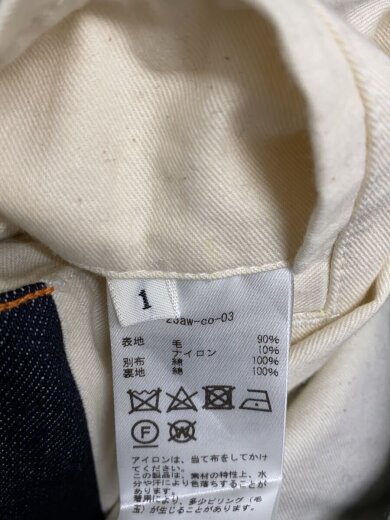 1
23aw-co-03
表地 毛 90%
ナイロン 10%
別布 綿 100%
裏地 綿 100%
F W
アイロンは、当て布をしてかけ
てください。
この製品は、素材の特性上、水
分や汗により色落ちすることが
あります。
着用により、多少ピリング（毛
玉）が生じることがあります。